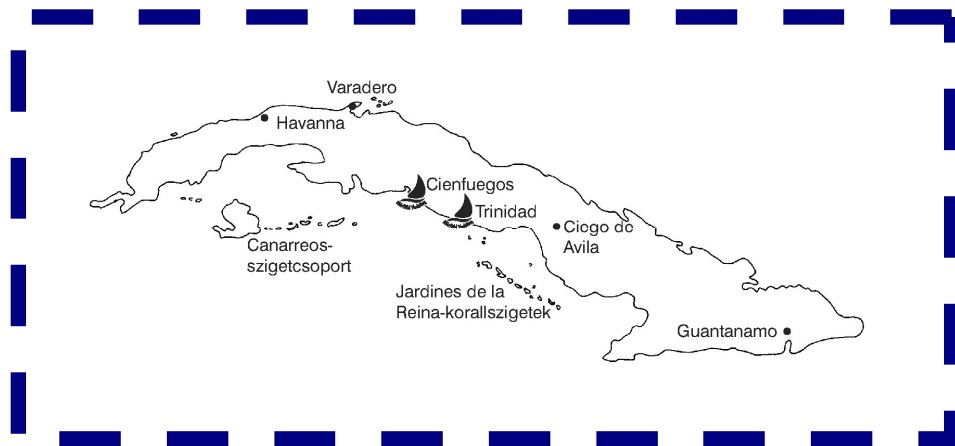 Varadero
Havanna
Cienfuegos
Trinidad
Ciego de
Avila
Canarreos-
szigetcsoport
Jardines de la
Reina-korallszigetek
Guantanamo